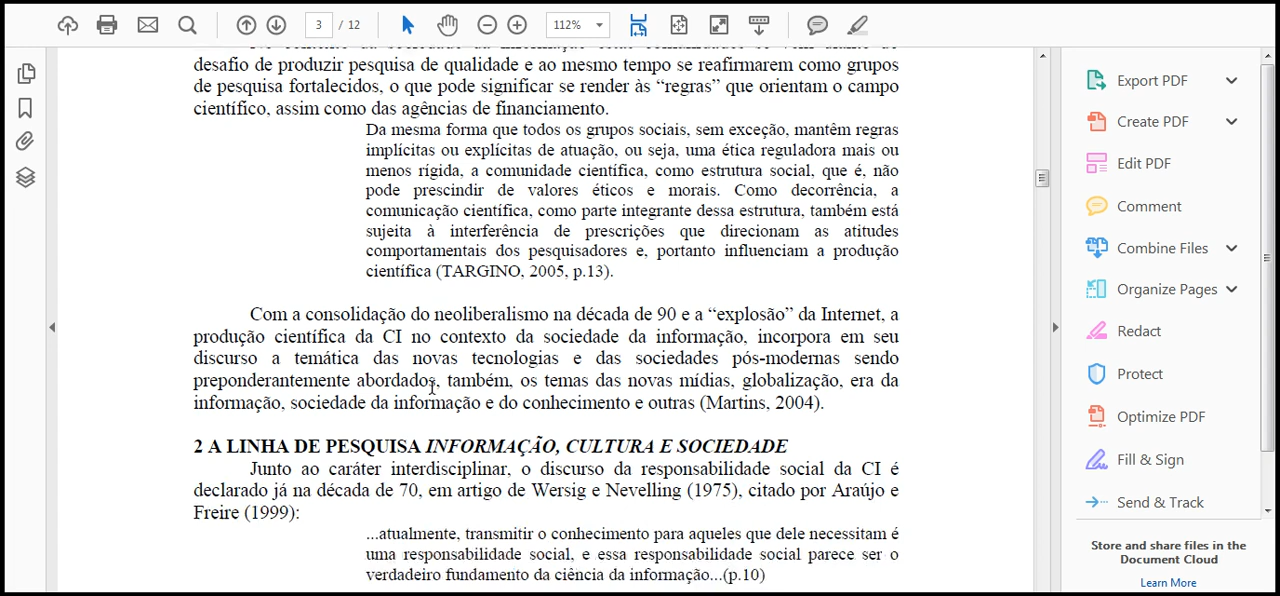 3 / 12
112%
desafio de produzir pesquisa de qualidade e ao mesmo tempo se reafirmarem como grupos
de pesquisa fortalecidos, o que pode significar se render às “regras” que orientam o campo
científico, assim como das agências de financiamento.
Da mesma forma que todos os grupos sociais, sem exceção, mantêm regras
implícitas ou explícitas de atuação, ou seja, uma ética reguladora mais ou
menos rígida, a comunidade científica, como estrutura social, que é, não
pode prescindir de valores éticos e morais. Como decorrência, a
comunicação científica, como parte integrante dessa estrutura, também está
sujeita à interferência de prescrições que direcionam as atitudes
comportamentais dos pesquisadores e, portanto influenciam a produção
científica (TARGINO, 2005, p.13).
Com a consolidação do neoliberalismo na década de 90 e a “explosão” da Internet, a
produção científica da CI no contexto da sociedade da informação, incorpora em seu
discurso a temática das novas tecnologias e das sociedades pós-modernas sendo
preponderantemente abordados, também, os temas das novas mídias, globalização, era da
informação, sociedade da informação e do conhecimento e outras (Martins, 2004).
2 A LINHA DE PESQUISA INFORMAÇÃO, CULTURA E SOCIEDADE
Junto ao caráter interdisciplinar, o discurso da responsabilidade social da CI é
declarado já na década de 70, em artigo de Wersig e Nevelling (1975), citado por Araújo e
Freire (1999):
...atualmente, transmitir o conhecimento para aqueles que dele necessitam é
uma responsabilidade social, e essa responsabilidade social parece ser o
verdadeiro fundamento da ciência da informação...(p.10)
Export PDF
Create PDF
Edit PDF
Comment
Combine Files
Organize Pages
Redact
Protect
Optimize PDF
Fill & Sign
Send & Track
Store and share files in the
Document Cloud
Learn More